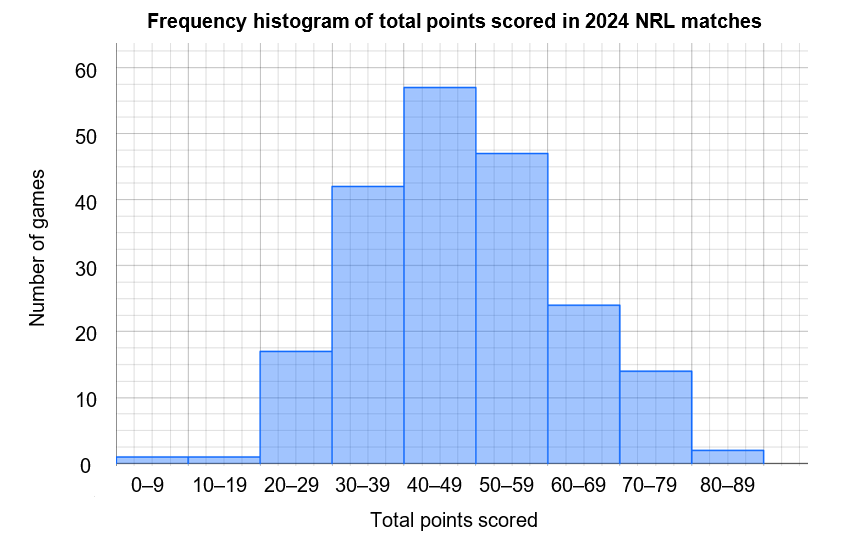 Frequency histogram of total points scored in 2024 NRL matches
Number of games
60
50
40
30
20
10
0
0–9 10–19 20–29 30–39 40–49 50–59 60–69 70–79 80–89
Total points scored